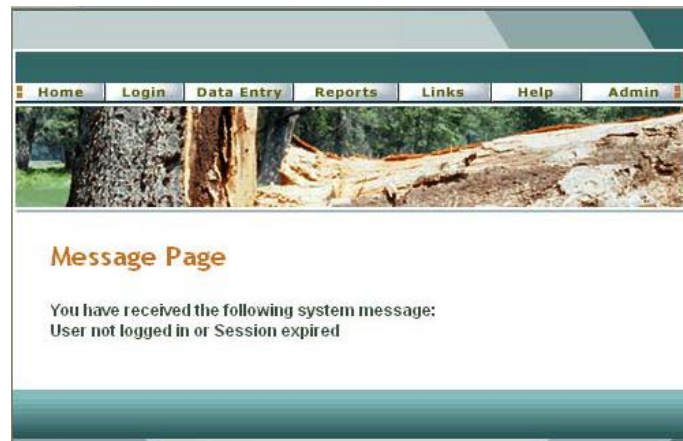 Home Login Data Entry Reports Links Help Admin
Message Page
You have received the following system message:
User not logged in or Session expired